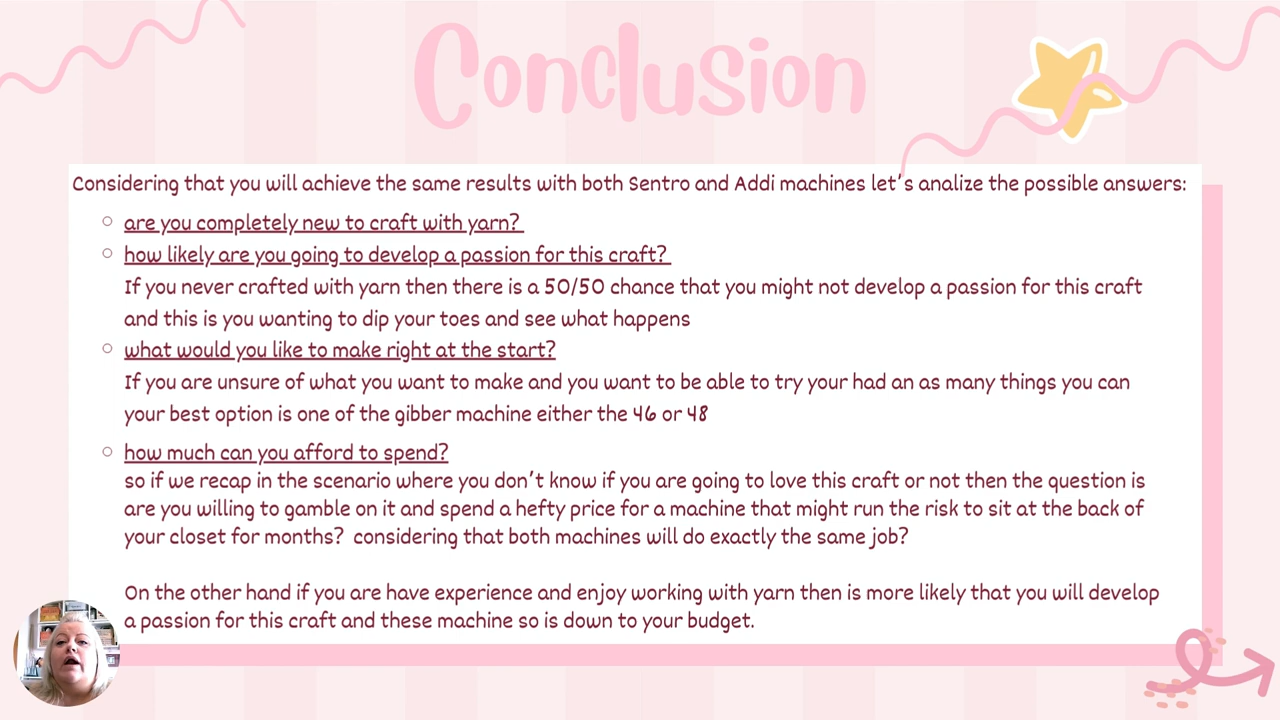 Conclusion
Considering that you will achieve the same results with both Sentro and Addi machines let's analize the possible answers:
are you completely new to craft with yarn?
how likely are you going to develop a passion for this craft?
If you never crafted with yarn then there is a 50/50 chance that you might not develop a passion for this craft
and this is you wanting to dip your toes and see what happens
what would you like to make right at the start?
If you are unsure of what you want to make and you want to be able to try your had an as many things you can
your best option is one of the gibber machine either the 46 or 48
how much can you afford to spend?
so if we recap in the scenario where you don't know if you are going to love this craft or not then the question is
are you willing to gamble on it and spend a hefty price for a machine that might run the risk to sit at the back of
your closet for months? considering that both machines will do exactly the same job?
On the other hand if you are have experience and enjoy working with yarn then is more likely that you will develop
a passion for this craft and these machine so is down to your budget.